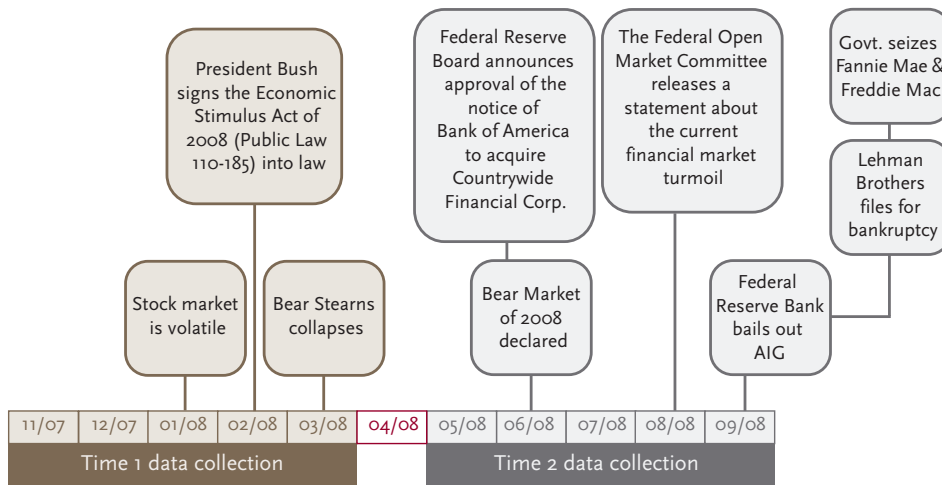 President Bush
signs the Economic
Stimulus Act of
2008 (Public Law
110-185) into law
Federal Reserve
Board announces
approval of the
notice of
Bank of America
to acquire
Countrywide
Financial Corp.
The Federal Open
Market Committee
releases a
statement about
the current
financial market
turmoil
Govt. seizes
Fannie Mae &
Freddie Mac
Lehman
Brothers
files for
bankruptcy
Stock market
is volatile
Bear Stearns
collapses
Bear Market
of 2008
declared
Federal
Reserve Bank
bails out
AIG
11/07 12/07 01/08 02/08 03/08 04/08 05/08 06/08 07/08 08/08 09/08
Time 1 data collection Time 2 data collection